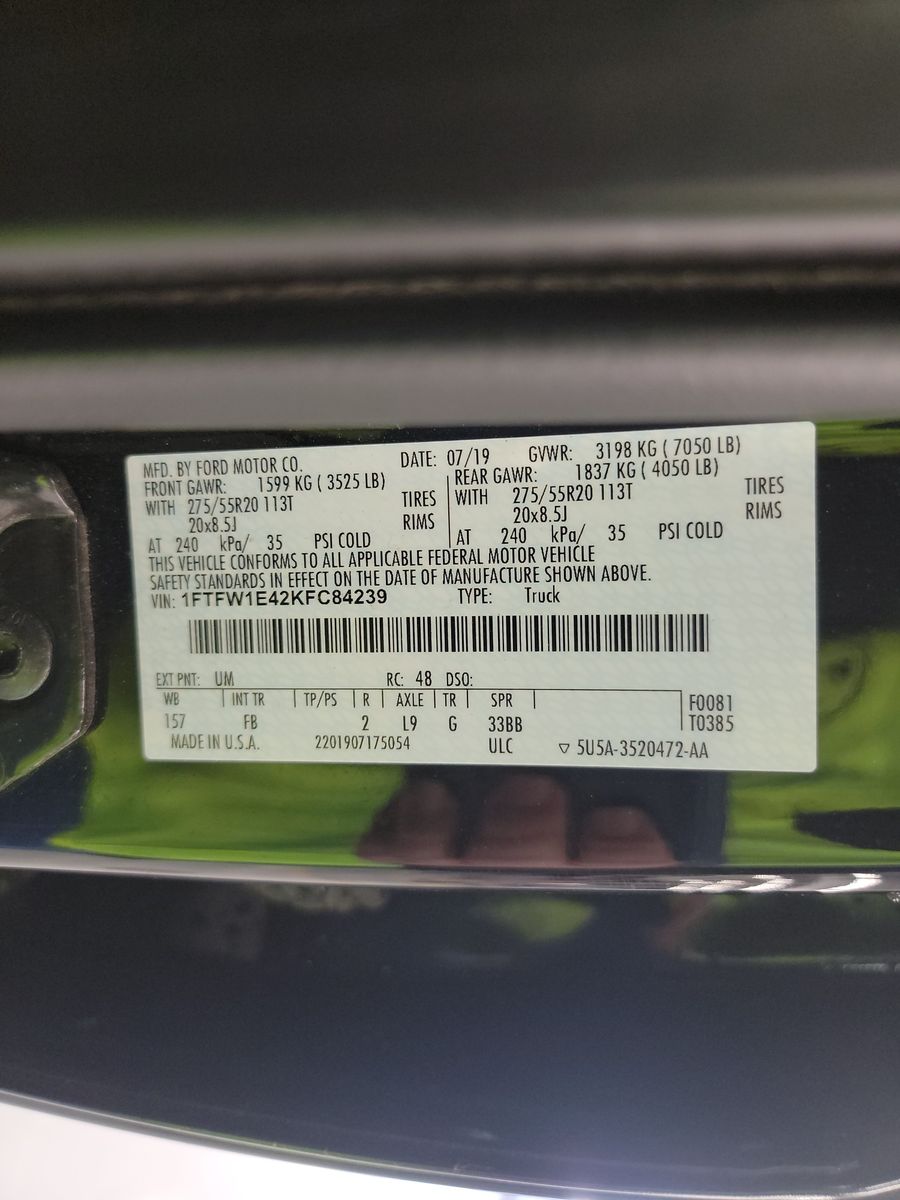 MFD. BY FORD MOTOR CO. DATE: 07/19 GVWR: 3198 KG ( 7050 LB)
FRONT GAWR: 1599 KG ( 3525 LB) REAR GAWR: 1837 KG ( 4050 LB)
WITH 275/55R20 113T TIRES WITH 275/55R20 113T TIRES
20x8.5J RIMS 20x8.5J RIMS
AT 240 kPa/ 35 PSI COLD AT 240 kPa/ 35 PSI COLD
THIS VEHICLE CONFORMS TO ALL APPLICABLE FEDERAL MOTOR VEHICLE
SAFETY STANDARDS IN EFFECT ON THE DATE OF MANUFACTURE SHOWN ABOVE.
VIN: 1FTFW1E42KFC84239 TYPE: Truck
EXT PNT: UM RC: 48 DSO:
WB INT TR TP/PS R AXLE TR SPR F0081
157 FB 2 L9 G 33BB T0385
MADE IN U.S.A. 2201907175054 ULC ▽ 5U5A-3520472-AA